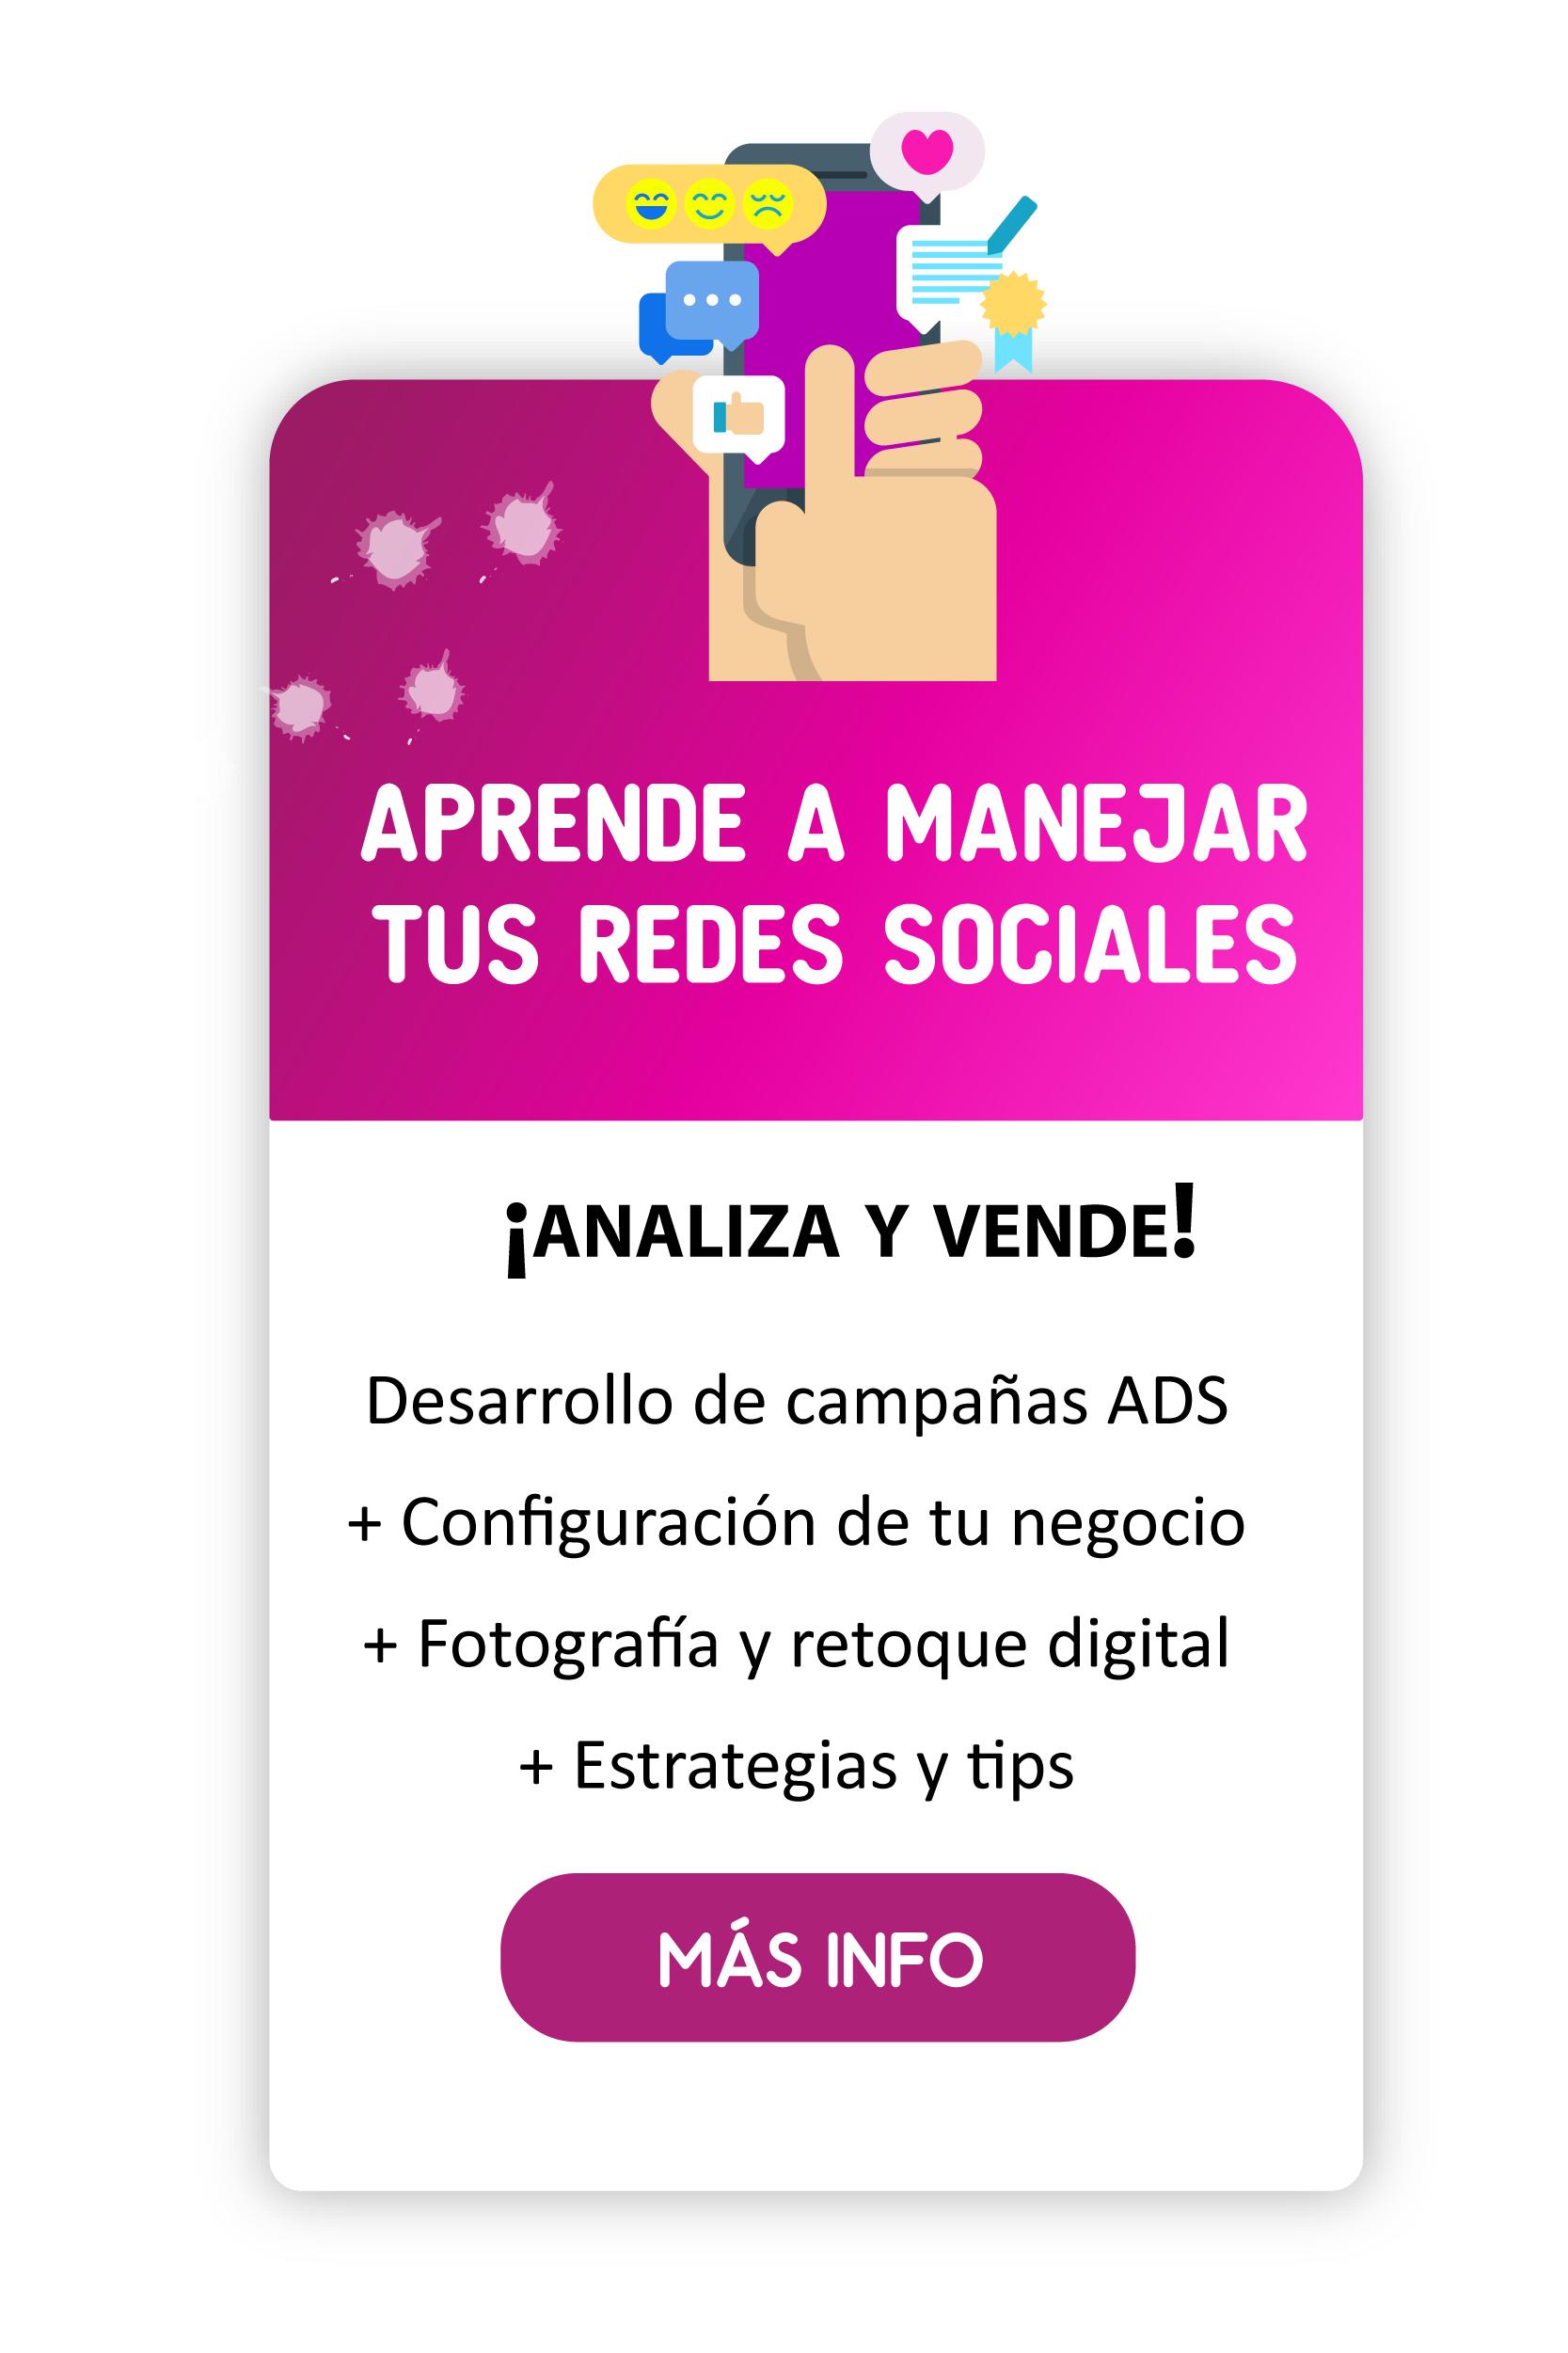 APRENDE A MANEJAR
TUS REDES SOCIALES
¡ANALIZA Y VENDE!
Desarrollo de campañas ADS
+ Configuración de tu negocio
+ Fotografía y retoque digital
+ Estrategias y tips
MÁS INFO